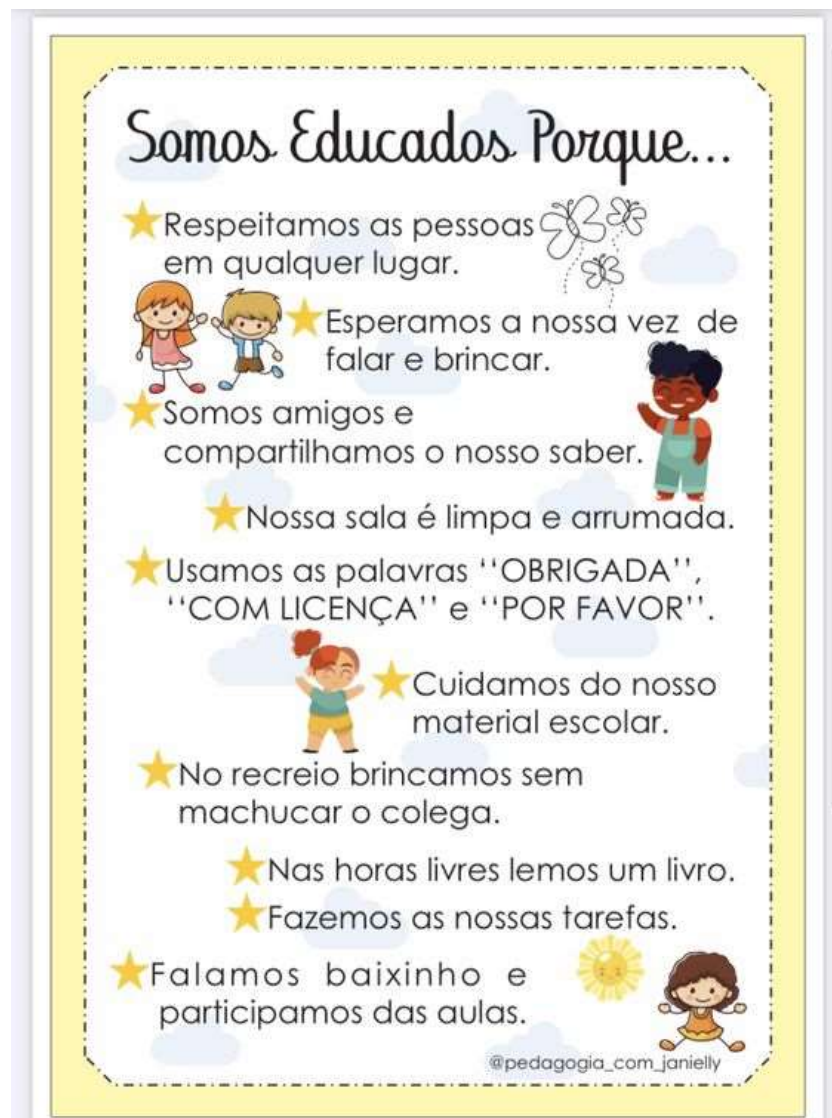 Somos Educados Porque...
Respeitamos as pessoas
em qualquer lugar.
Esperamos a nossa vez de
falar e brincar.
Somos amigos e
compartilhamos o nosso saber.
Nossa sala é limpa e arrumada.
Usamos as palavras ‘‘OBRIGADA’’,
‘‘COM LICENÇA’’ e ‘‘POR FAVOR’’.
Cuidamos do nosso
material escolar.
No recreio brincamos sem
machucar o colega.
Nas horas livres lemos um livro.
Fazemos as nossas tarefas.
Falamos baixinho e
participamos das aulas.
@pedagogia_com_janielly